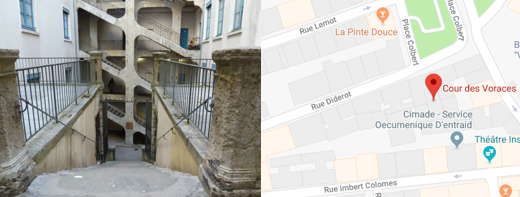 Rue Lemot
Place Colbert
La Pinte Douce
Place Colbert
Rue Diderot
Cour des Voraces
Cimade - Service
Oecumenique D'entraid
Théâtre Ins
Rue Imbert Colomes